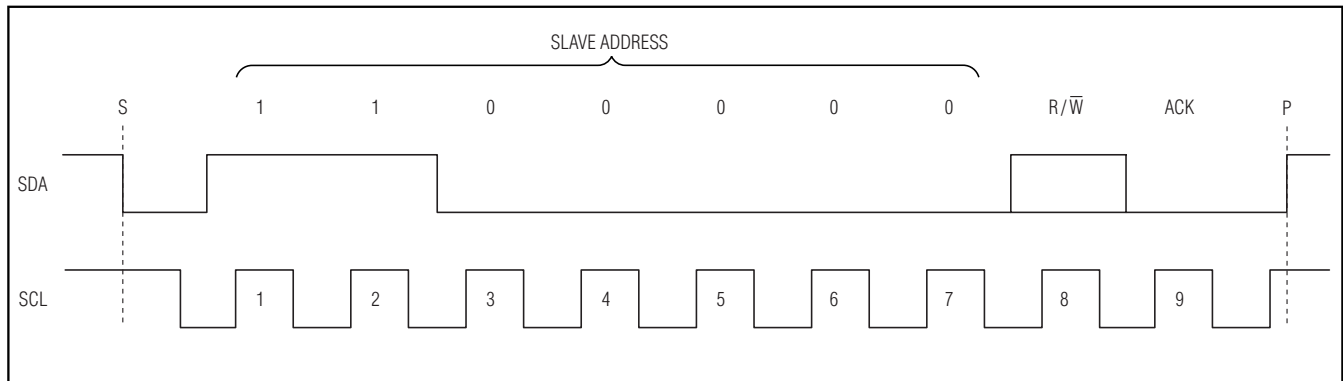 SLAVE ADDRESS
S 1 1 0 0 0 0 0 R/W̅ ACK P
SDA
SCL 1 2 3 4 5 6 7 8 9